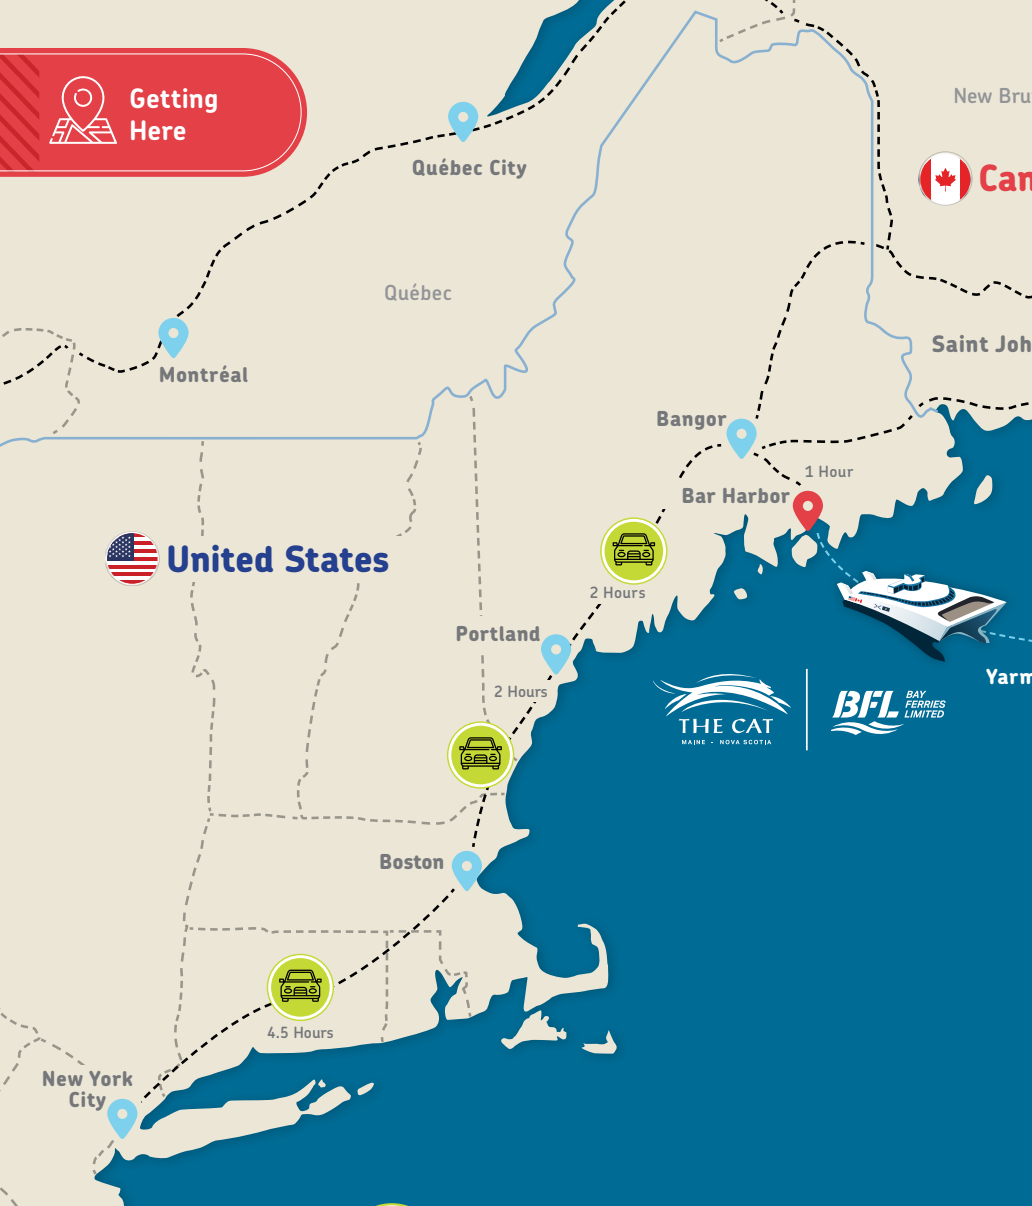 Getting
Here
New Bru
Québec City
Can
Québec
Saint Joh
Montréal
Bangor
1 Hour
Bar Harbor
United States
2 Hours
Portland
Yarm
2 Hours
THE CAT
MAINE - NOVA SCOTIA
BFL
BAY
FERRIES
LIMITED
Boston
4.5 Hours
New York
City